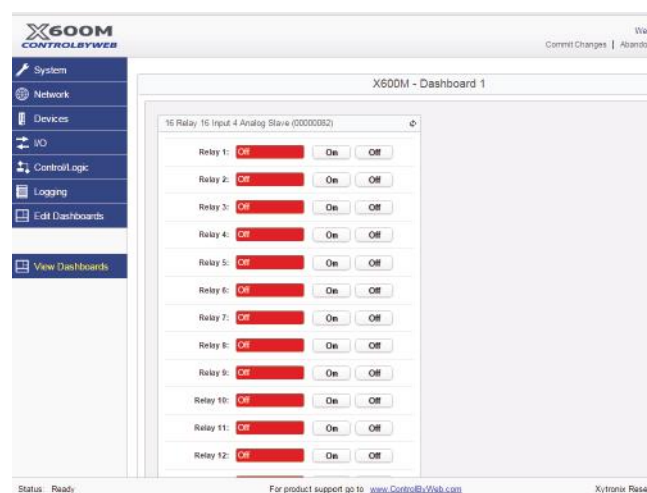 X600M
CONTROLBYWEB
We
Commit Changes | Abando
System
Network
Devices
I/O
Control/Logic
Logging
Edit Dashboards
View Dashboards
X600M - Dashboard 1
16 Relay 16 Input 4 Analog Slave (00000082)
Relay 1: Off On Off
Relay 2: Off On Off
Relay 3: Off On Off
Relay 4: Off On Off
Relay 5: Off On Off
Relay 6: Off On Off
Relay 7: Off On Off
Relay 8: Off On Off
Relay 9: Off On Off
Relay 10: Off On Off
Relay 11: Off On Off
Relay 12: Off On Off
Status: Ready For product support go to www.ControlByWeb.com Xytronix Rese